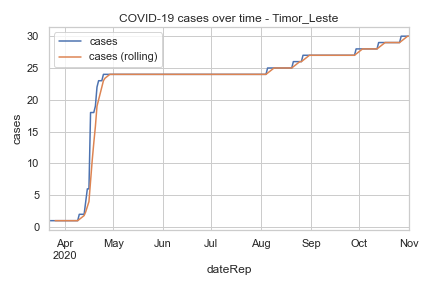 COVID-19 cases over time - Timor_Leste
cases
cases (rolling)
30
25
20
15
10
5
0
cases
Apr May Jun Jul Aug Sep Oct Nov
2020
dateRep